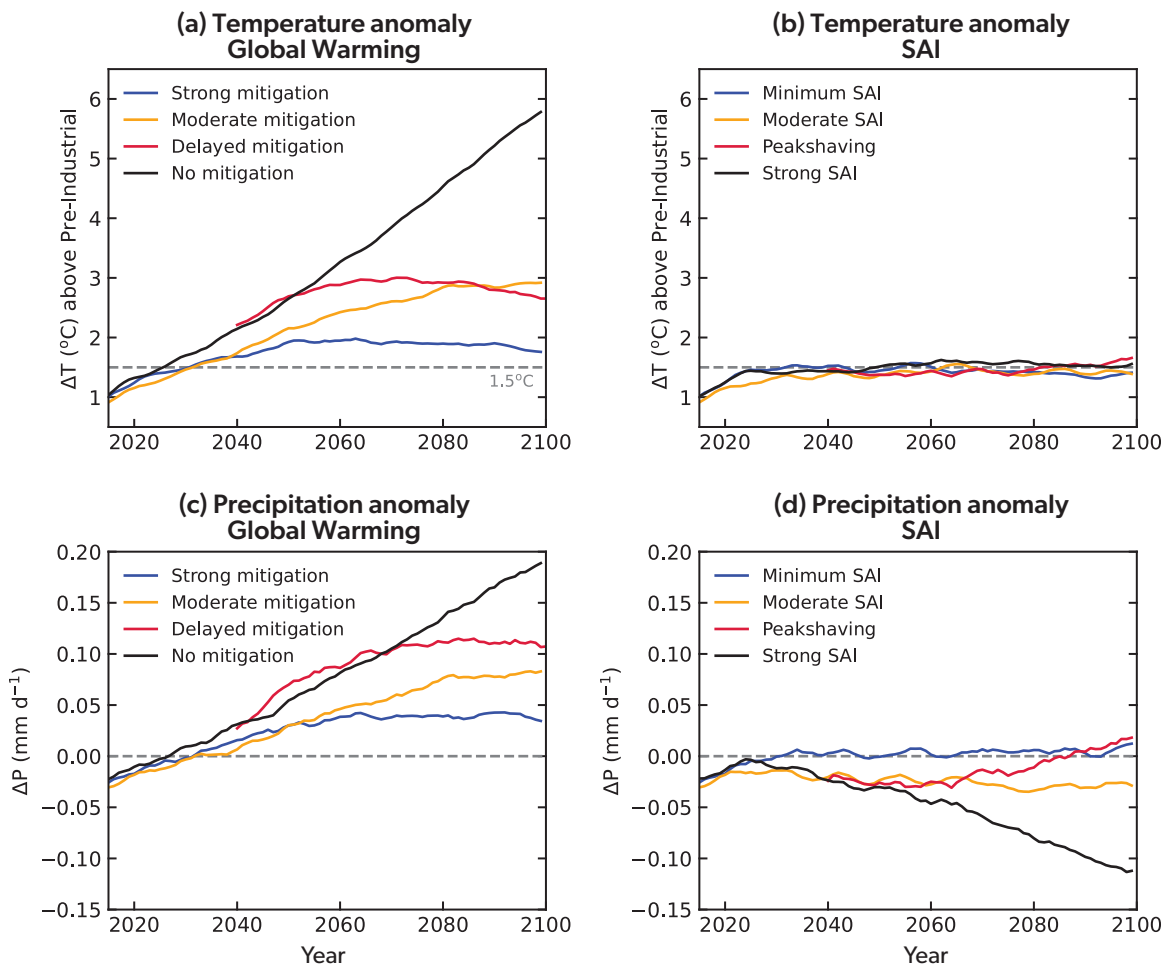 (a) Temperature anomaly
Global Warming
ΔT (°C) above Pre-Industrial
6
5
4
3
2
1
Strong mitigation
Moderate mitigation
Delayed mitigation
No mitigation
1.5°C
2020 2040 2060 2080 2100
(b) Temperature anomaly
SAI
ΔT (°C) above Pre-Industrial
6
5
4
3
2
1
Minimum SAI
Moderate SAI
Peakshaving
Strong SAI
2020 2040 2060 2080 2100
(c) Precipitation anomaly
Global Warming
ΔP (mm d⁻¹)
0.20
0.15
0.10
0.05
0.00
−0.05
−0.10
−0.15
Strong mitigation
Moderate mitigation
Delayed mitigation
No mitigation
2020 2040 2060 2080 2100
Year
(d) Precipitation anomaly
SAI
ΔP (mm d⁻¹)
0.20
0.15
0.10
0.05
0.00
−0.05
−0.10
−0.15
Minimum SAI
Moderate SAI
Peakshaving
Strong SAI
2020 2040 2060 2080 2100
Year